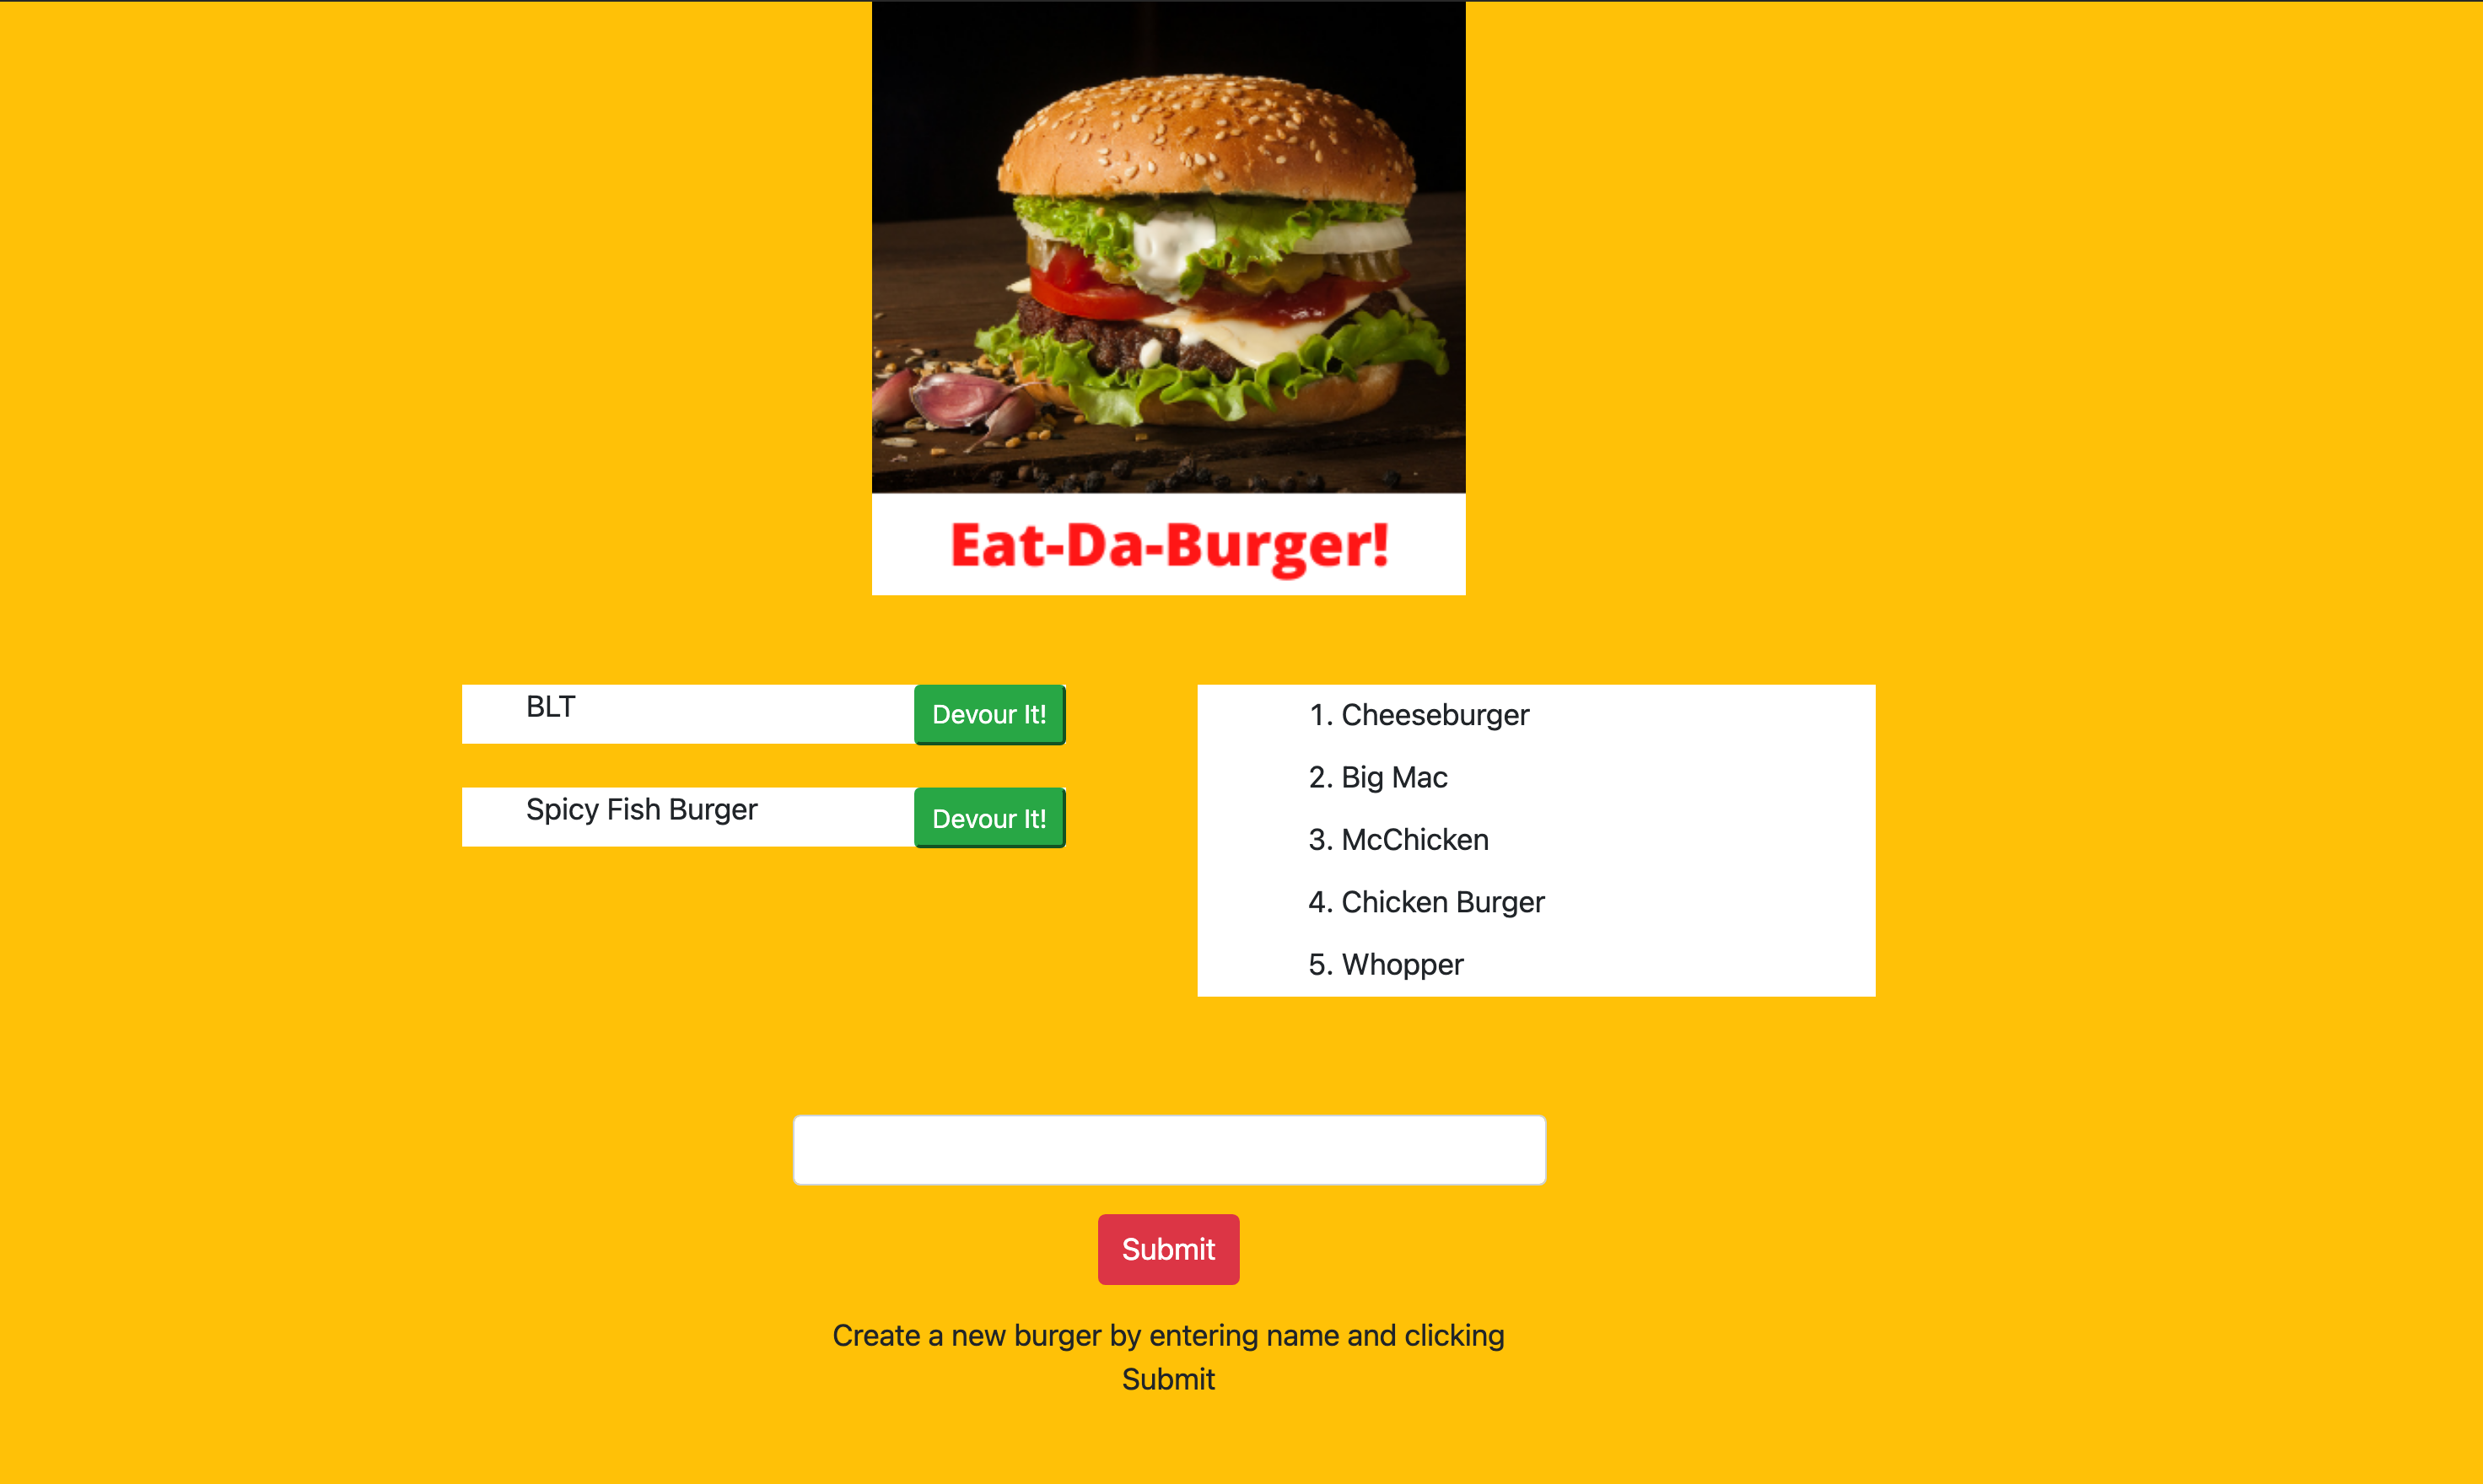 Eat-Da-Burger!
BLT
Devour It!
Spicy Fish Burger
Devour It!
1. Cheeseburger
2. Big Mac
3. McChicken
4. Chicken Burger
5. Whopper
Submit
Create a new burger by entering name and clicking
Submit